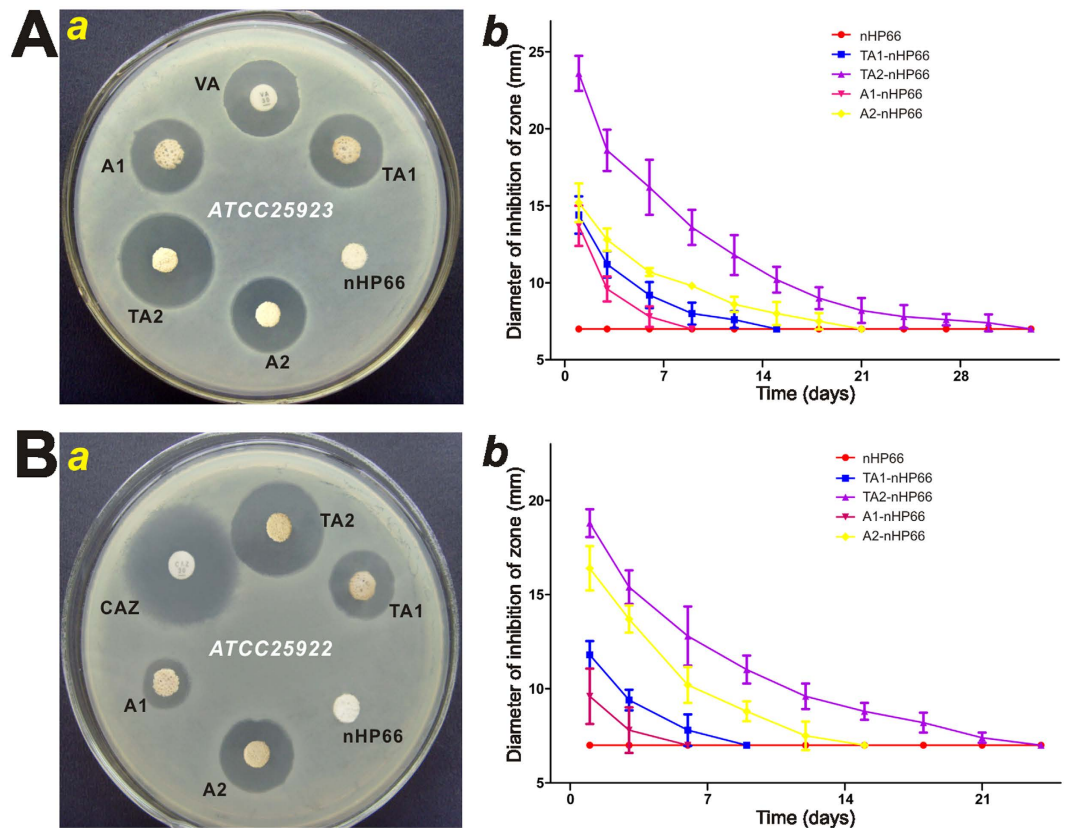 A
a
VA
A1
TA1
ATCC25923
nHP66
TA2
A2
b
Diameter of inhibition of zone (mm)
25
20
15
10
5
0 7 14 21 28
Time (days)
nHP66
TA1-nHP66
TA2-nHP66
A1-nHP66
A2-nHP66
B
a
TA2
CAZ
TA1
ATCC25922
A1
nHP66
A2
b
Diameter of inhibition of zone (mm)
20
15
10
5
0 7 14 21
Time (days)
nHP66
TA1-nHP66
TA2-nHP66
A1-nHP66
A2-nHP66